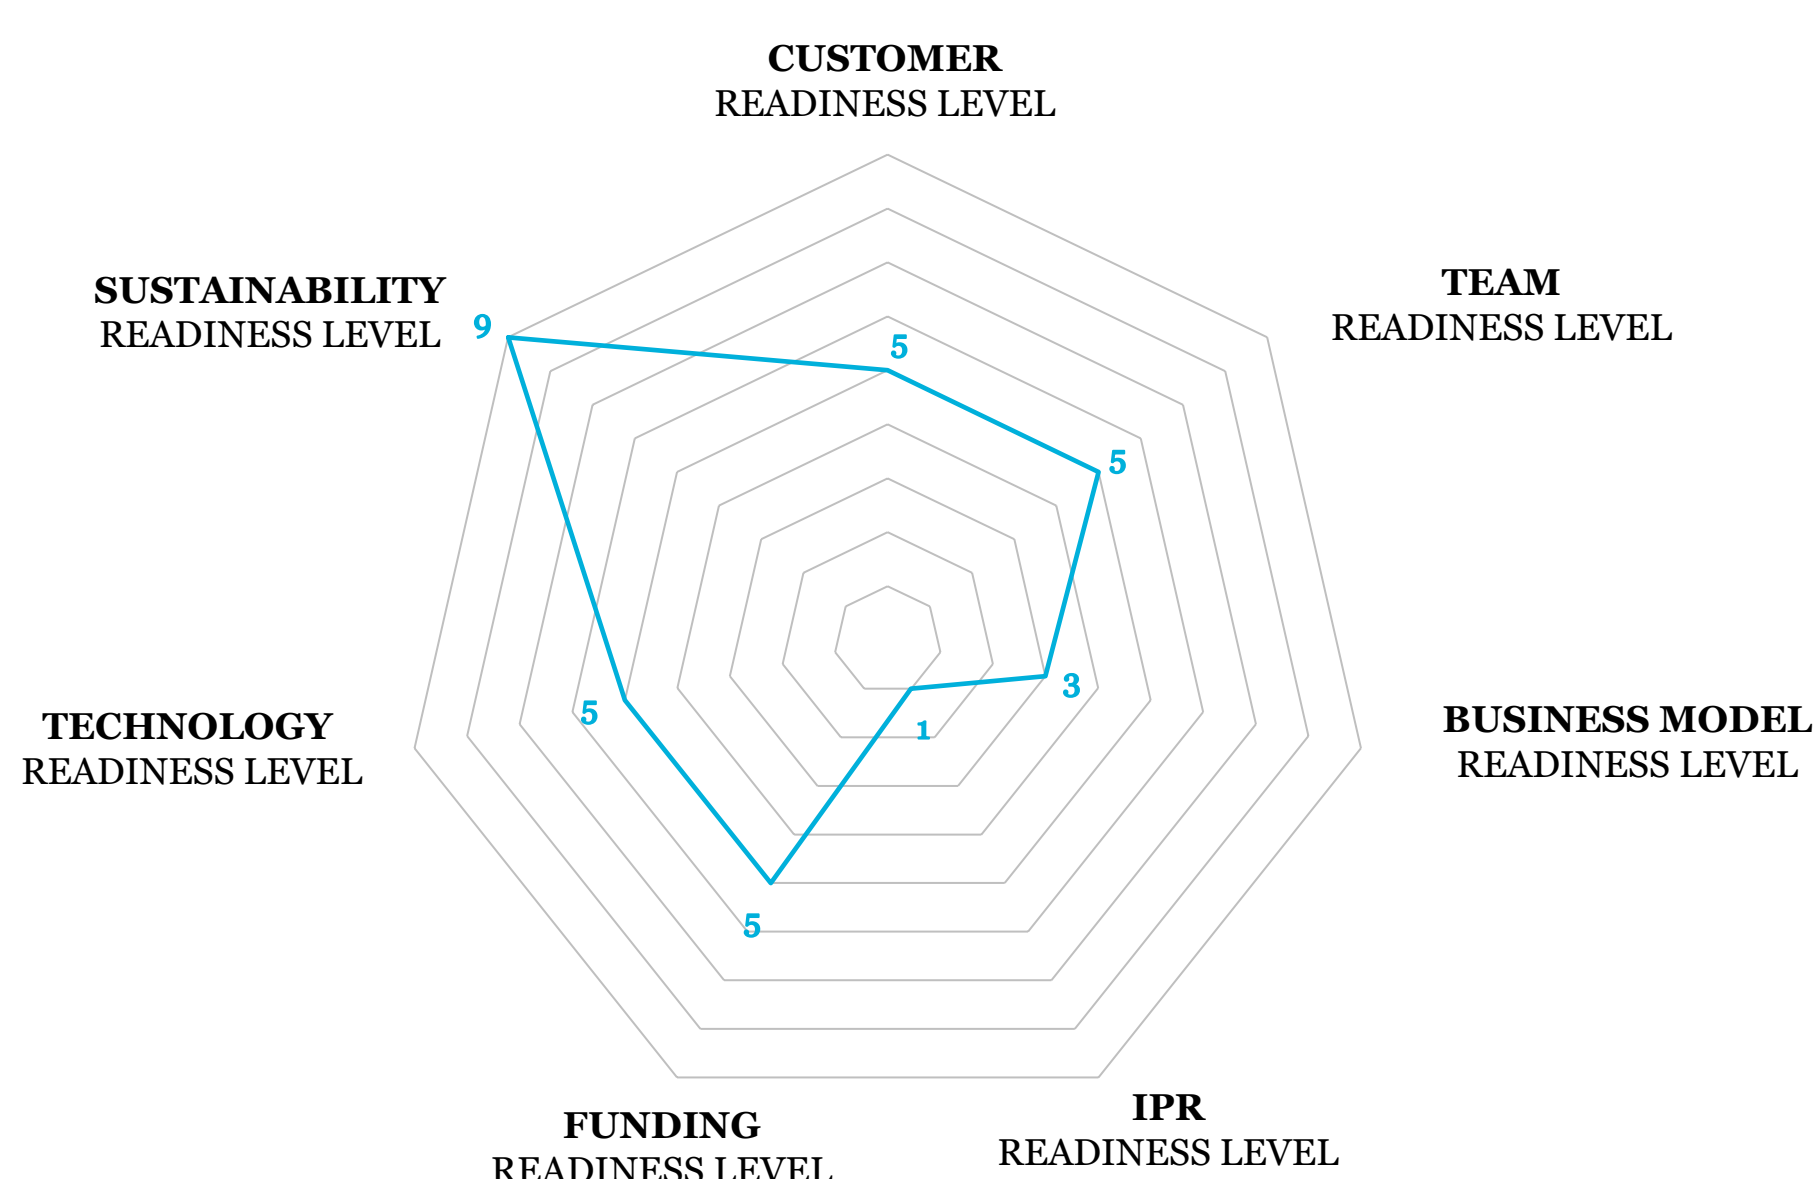 CUSTOMER
READINESS LEVEL
TEAM
READINESS LEVEL
SUSTAINABILITY
READINESS LEVEL
9
5
5
3
1
5
5
BUSINESS MODEL
READINESS LEVEL
TECHNOLOGY
READINESS LEVEL
IPR
READINESS LEVEL
FUNDING
READINESS LEVEL